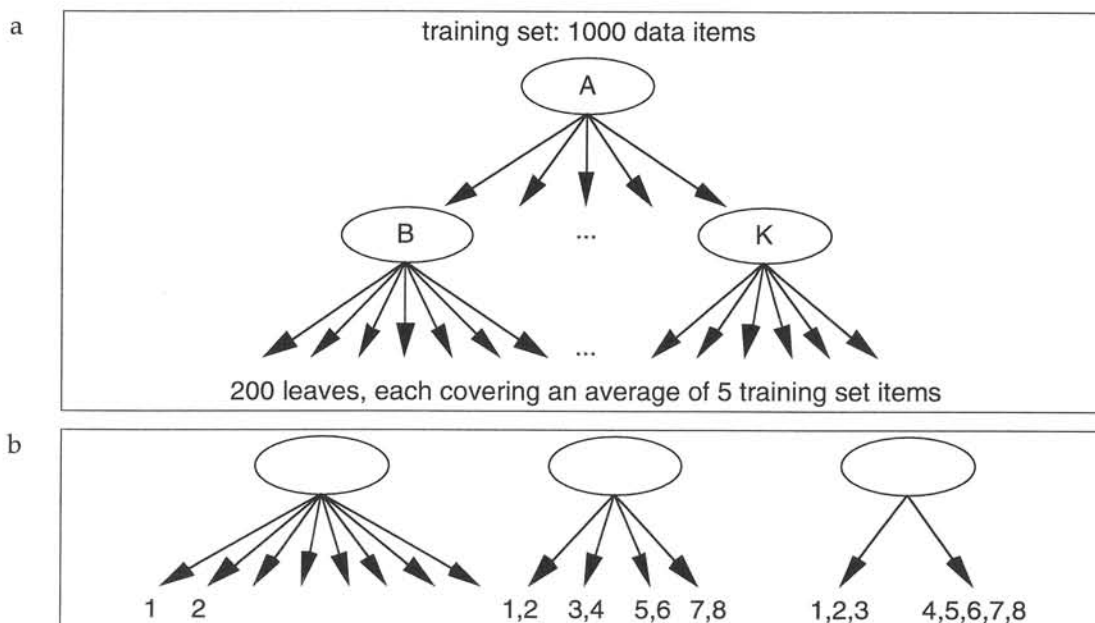 a
training set: 1000 data items
A
B ... K
...
200 leaves, each covering an average of 5 training set items
b
1 2 1,2 3,4 5,6 7,8 1,2,3 4,5,6,7,8